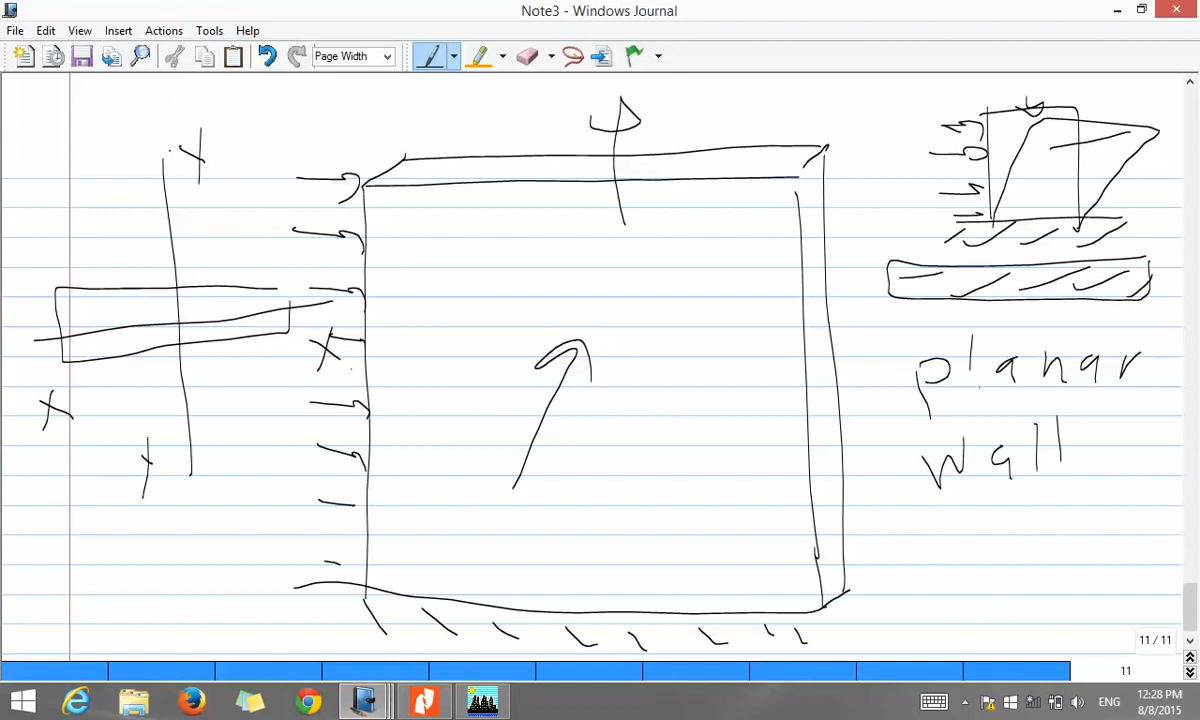 Note3 - Windows Journal
File Edit View Insert Actions Tools Help
Page Width
y
x
x
y
planar
wall
11 / 11
11
ENG
12:28 PM
8/8/2015